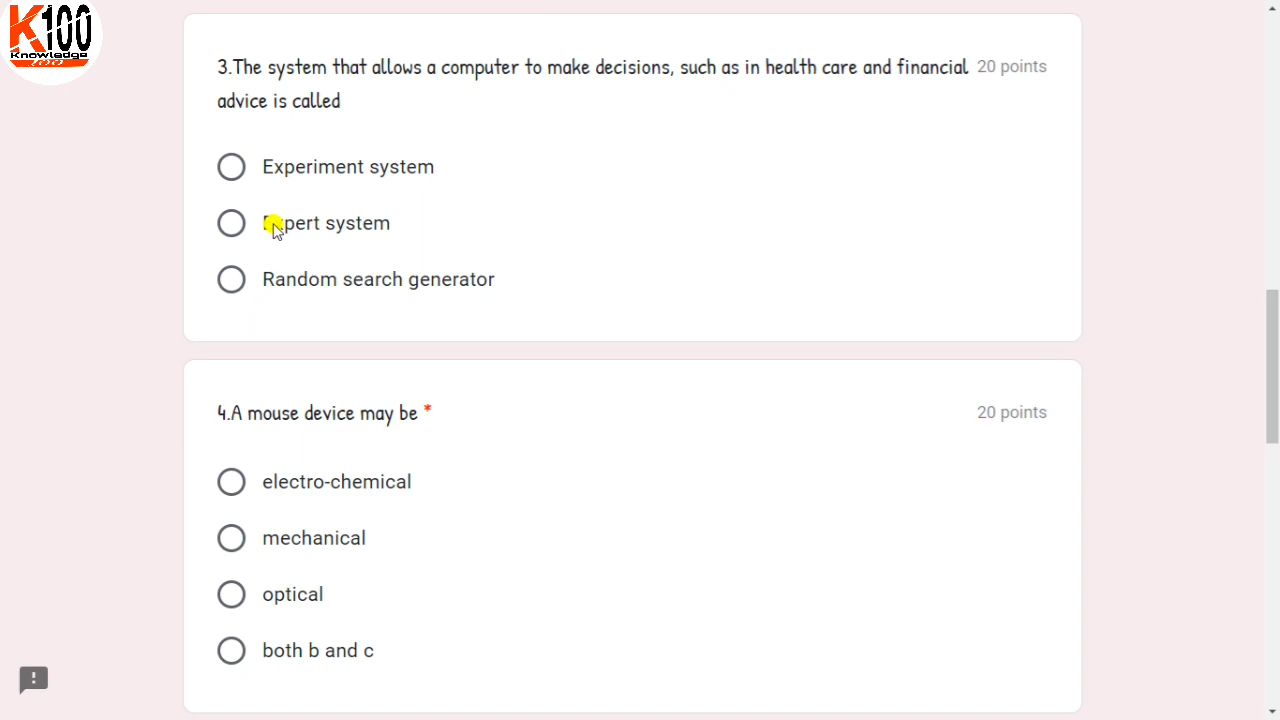 K100
Knowledge
100
3.The system that allows a computer to make decisions, such as in health care and financial 20 points
advice is called
Experiment system
Expert system
Random search generator
4.A mouse device may be * 20 points
electro-chemical
mechanical
optical
both b and c
!